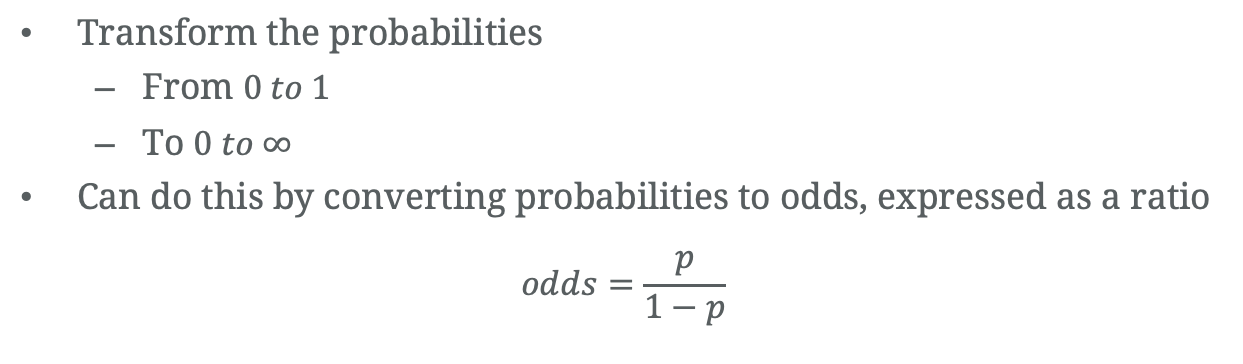 • Transform the probabilities
– From 0 to 1
– To 0 to ∞
• Can do this by converting probabilities to odds, expressed as a ratio
odds = p / (1 − p)